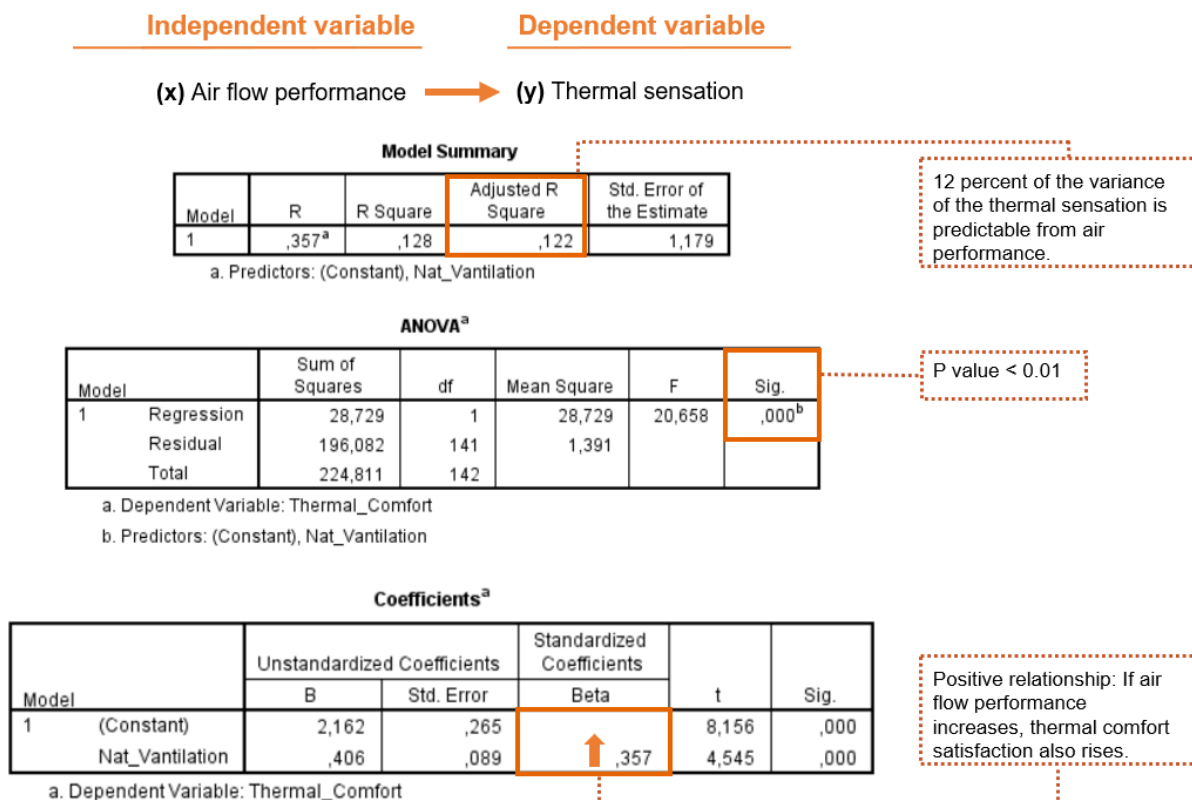 Independent variable
Dependent variable
(x) Air flow performance
(y) Thermal sensation
Model Summary
Model R R Square Adjusted R Square Std. Error of the Estimate
1 ,357a ,128 ,122 1,179
a. Predictors: (Constant), Nat_Vantilation
12 percent of the variance
of the thermal sensation is
predictable from air
performance.
ANOVAa
Model Sum of Squares df Mean Square F Sig.
1 Regression 28,729 1 28,729 20,658 ,000b
Residual 196,082 141 1,391
Total 224,811 142
a. Dependent Variable: Thermal_Comfort
b. Predictors: (Constant), Nat_Vantilation
P value < 0.01
Coefficientsa
Unstandardized Coefficients Standardized Coefficients
Model B Std. Error Beta t Sig.
1 (Constant) 2,162 ,265 8,156 ,000
Nat_Vantilation ,406 ,089 ,357 4,545 ,000
a. Dependent Variable: Thermal_Comfort
Positive relationship: If air
flow performance
increases, thermal comfort
satisfaction also rises.